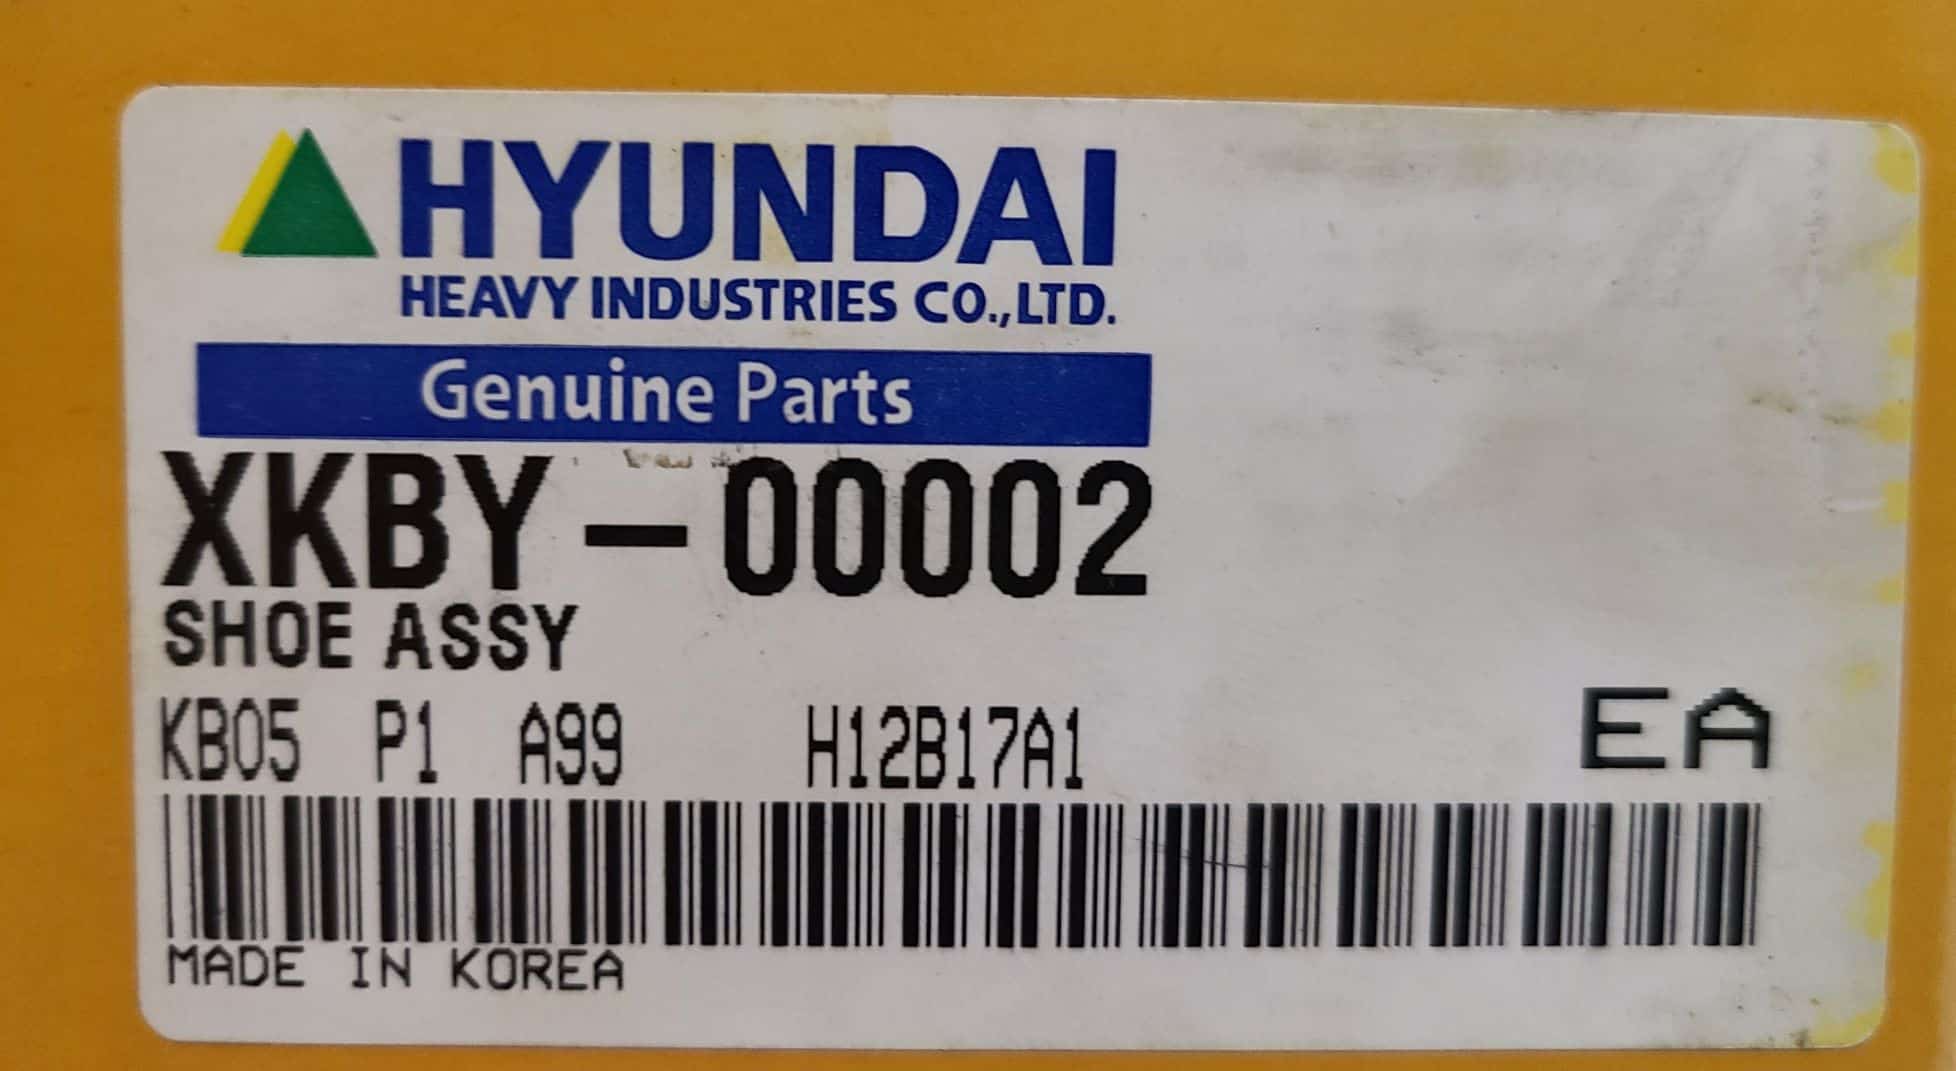 HYUNDAI
HEAVY INDUSTRIES CO.,LTD.
Genuine Parts
XKBY-00002
SHOE ASSY
KB05 P1 A99 H12B17A1 EA
MADE IN KOREA